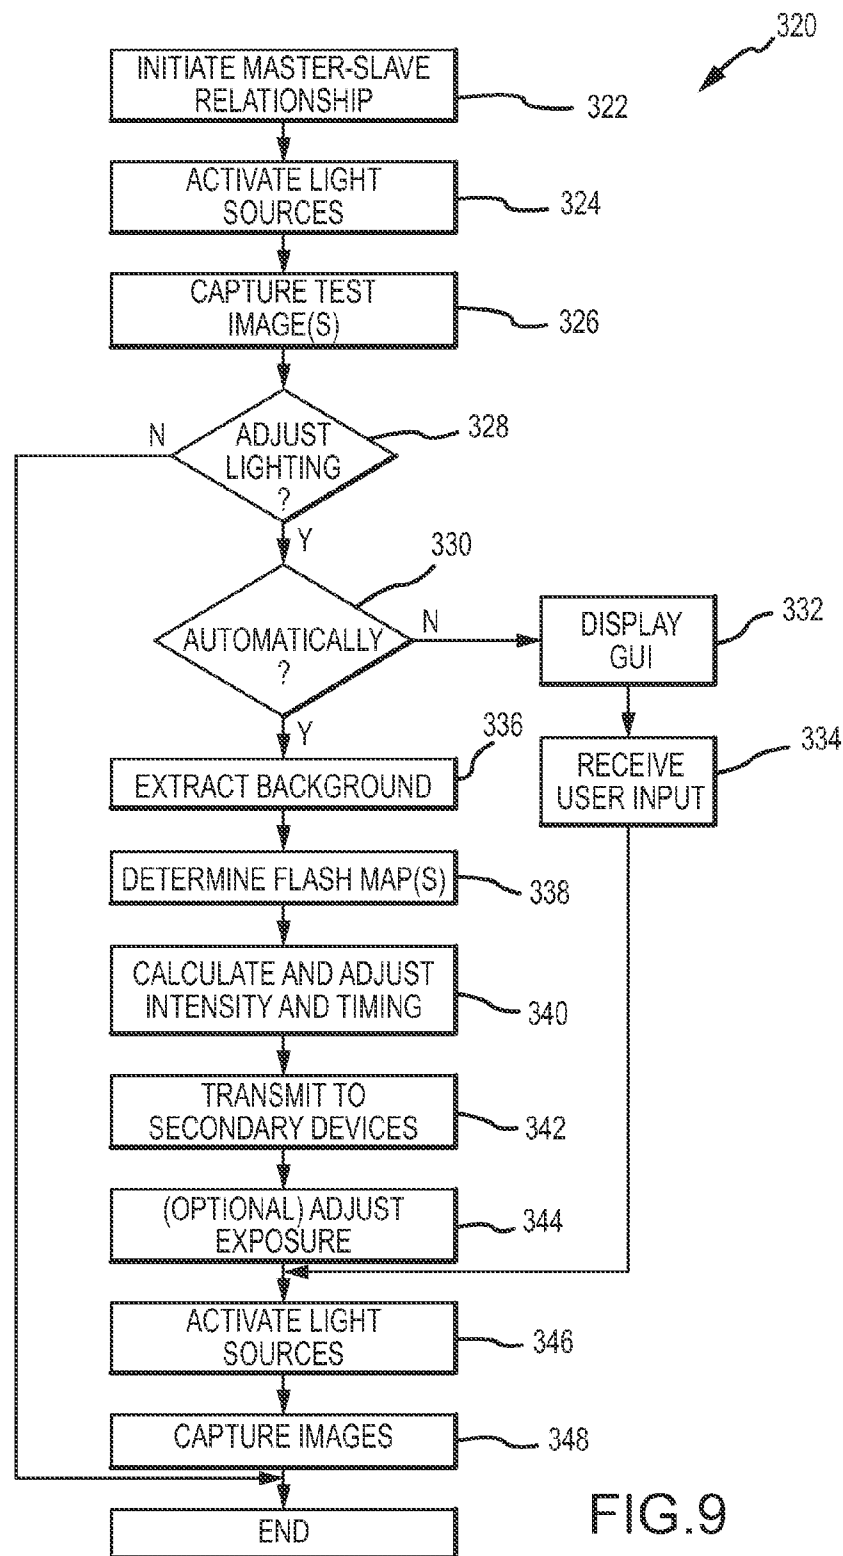 320
INITIATE MASTER-SLAVE
RELATIONSHIP
322
ACTIVATE LIGHT
SOURCES
324
CAPTURE TEST
IMAGE(S)
326
N
ADJUST
LIGHTING
?
328
Y
330
AUTOMATICALLY
?
N
DISPLAY
GUI
332
Y
336
RECEIVE
USER INPUT
334
EXTRACT BACKGROUND
DETERMINE FLASH MAP(S)
338
CALCULATE AND ADJUST
INTENSITY AND TIMING
340
TRANSMIT TO
SECONDARY DEVICES
342
(OPTIONAL) ADJUST
EXPOSURE
344
ACTIVATE LIGHT
SOURCES
346
CAPTURE IMAGES
348
END
FIG.9